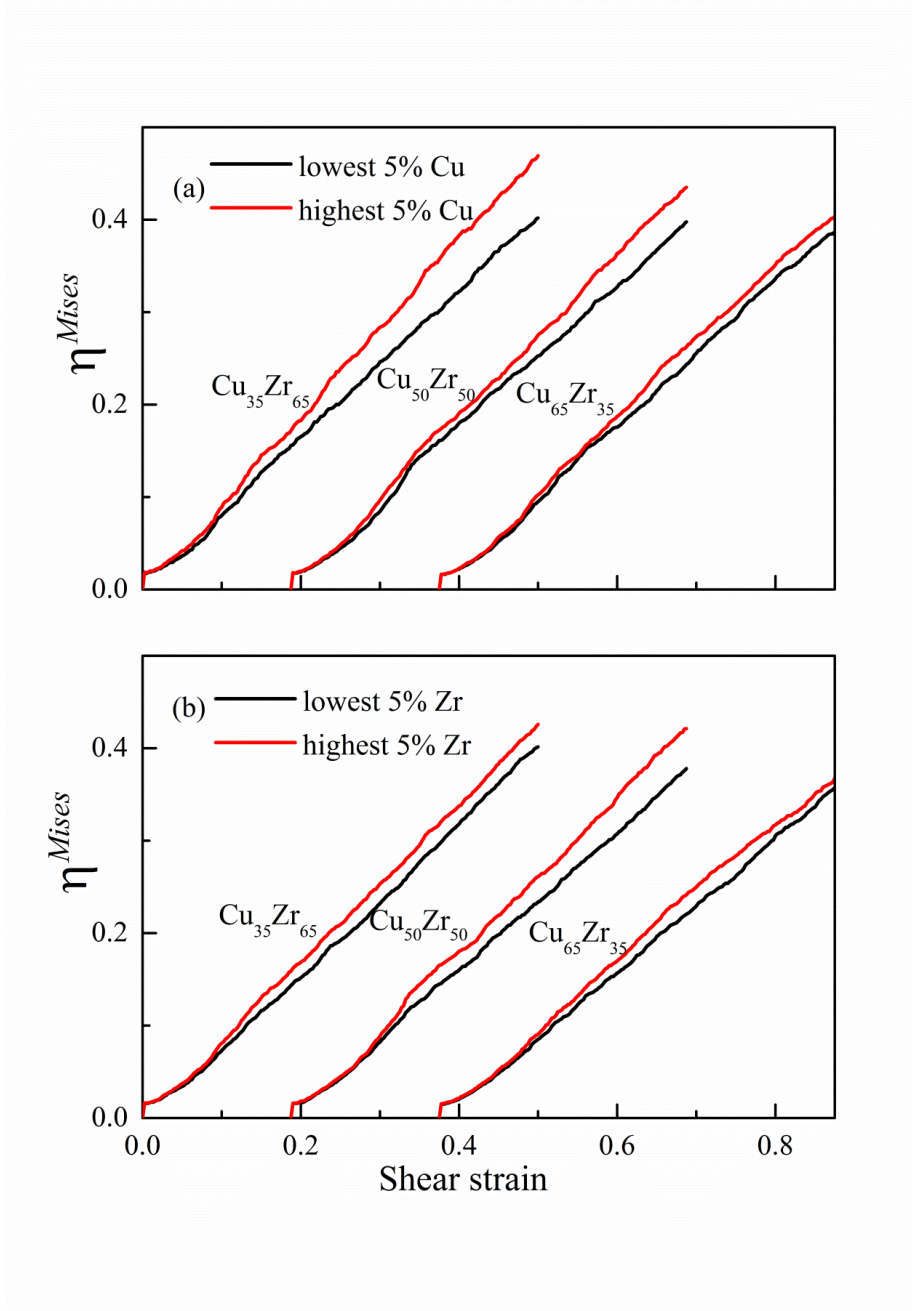 (a)
lowest 5% Cu
highest 5% Cu
0.4
0.2
0.0
η^Mises
Cu₃₅Zr₆₅
Cu₅₀Zr₅₀
Cu₆₅Zr₃₅
(b)
lowest 5% Zr
highest 5% Zr
0.4
0.2
0.0
η^Mises
Cu₃₅Zr₆₅
Cu₅₀Zr₅₀
Cu₆₅Zr₃₅
0.0 0.2 0.4 0.6 0.8
Shear strain